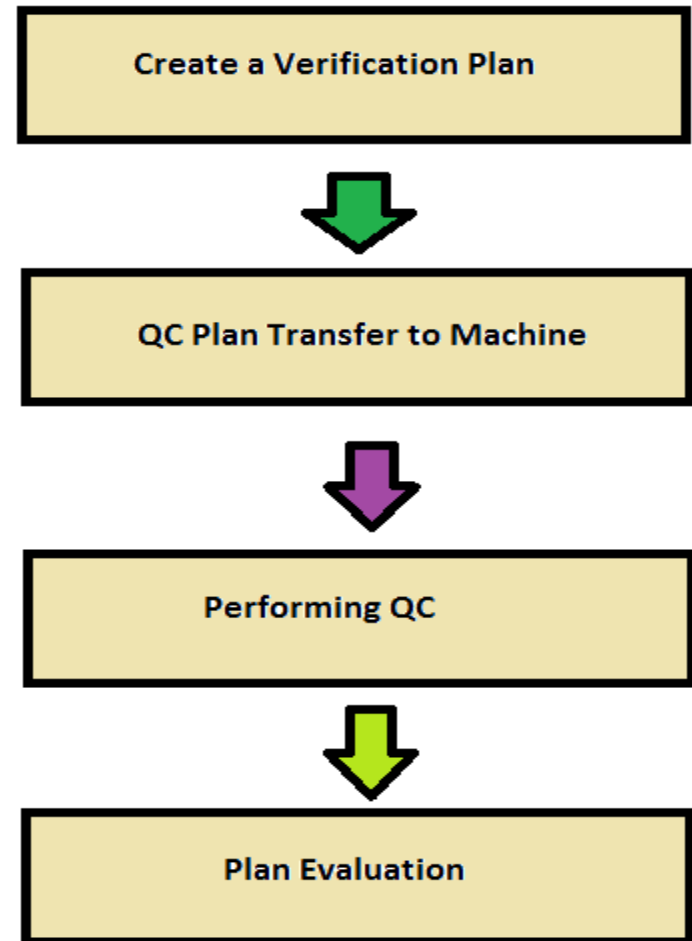 Create a Verification Plan
QC Plan Transfer to Machine
Performing QC
Plan Evaluation